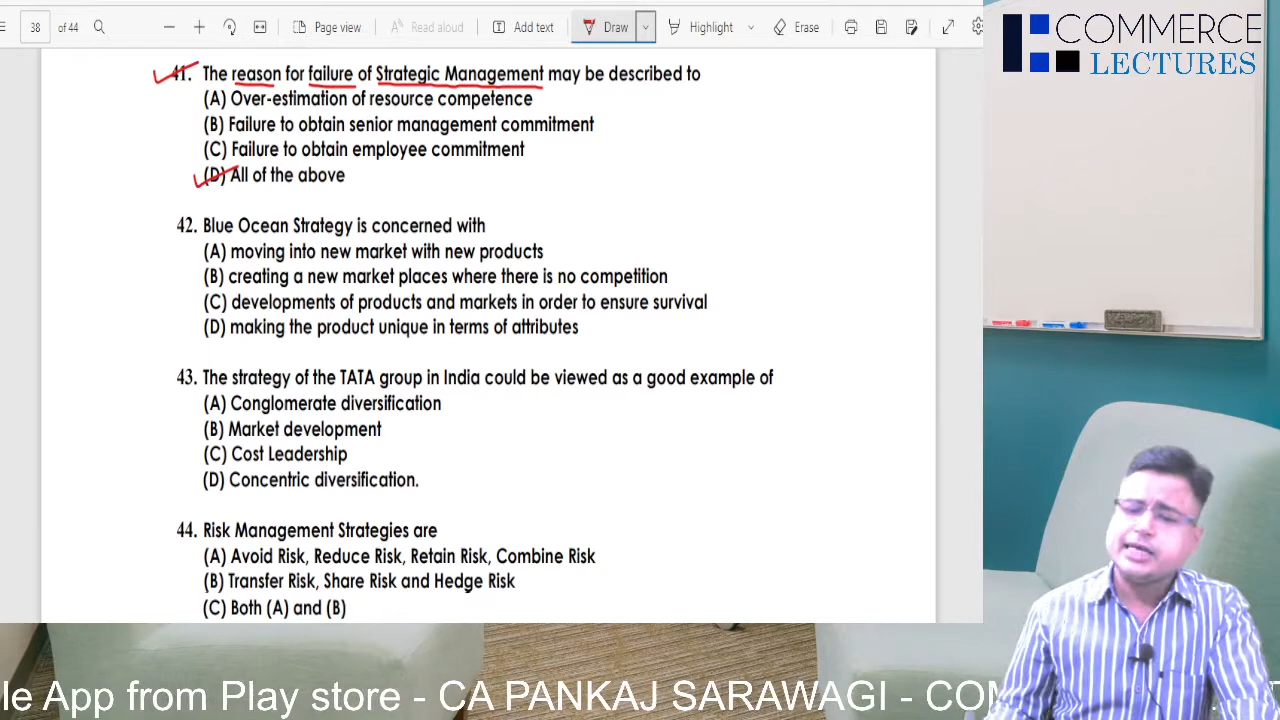 38 of 44 Page view Read aloud Add text Draw Highlight Erase
COMMERCE
LECTURES
41. The reason for failure of Strategic Management may be described to
(A) Over-estimation of resource competence
(B) Failure to obtain senior management commitment
(C) Failure to obtain employee commitment
(D) All of the above
42. Blue Ocean Strategy is concerned with
(A) moving into new market with new products
(B) creating a new market places where there is no competition
(C) developments of products and markets in order to ensure survival
(D) making the product unique in terms of attributes
43. The strategy of the TATA group in India could be viewed as a good example of
(A) Conglomerate diversification
(B) Market development
(C) Cost Leadership
(D) Concentric diversification.
44. Risk Management Strategies are
(A) Avoid Risk, Reduce Risk, Retain Risk, Combine Risk
(B) Transfer Risk, Share Risk and Hedge Risk
(C) Both (A) and (B)
le App from Play store - CA PANKAJ SARAWAGI - COM